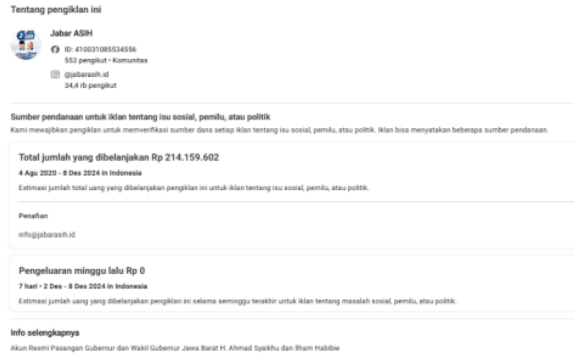 Tentang pengiklan ini
Jabar ASIH
ID: 410031085534556
553 pengikut • Komunitas
@jabarasih.id
34,4 rb pengikut
Sumber pendanaan untuk iklan tentang isu sosial, pemilu, atau politik
Kami mewajibkan pengiklan untuk memverifikasi sumber dana setiap iklan tentang isu sosial, pemilu, atau politik. Iklan bisa menyatakan beberapa sumber pendanaan.
Total jumlah yang dibelanjakan Rp 214.159.602
4 Agu 2020 - 8 Des 2024 in Indonesia
Estimasi jumlah total uang yang dibelanjakan pengiklan ini untuk iklan tentang isu sosial, pemilu, atau politik.
Penafian
info@jabarasih.id
Pengeluaran minggu lalu Rp 0
7 hari • 2 Des - 8 Des 2024 in Indonesia
Estimasi jumlah uang yang dibelanjakan pengiklan ini selama seminggu terakhir untuk iklan tentang masalah sosial, pemilu, atau politik.
Info selengkapnya
Akun Resmi Pasangan Gubernur dan Wakil Gubernur Jawa Barat H. Ahmad Syaikhu dan Ilham Habibie